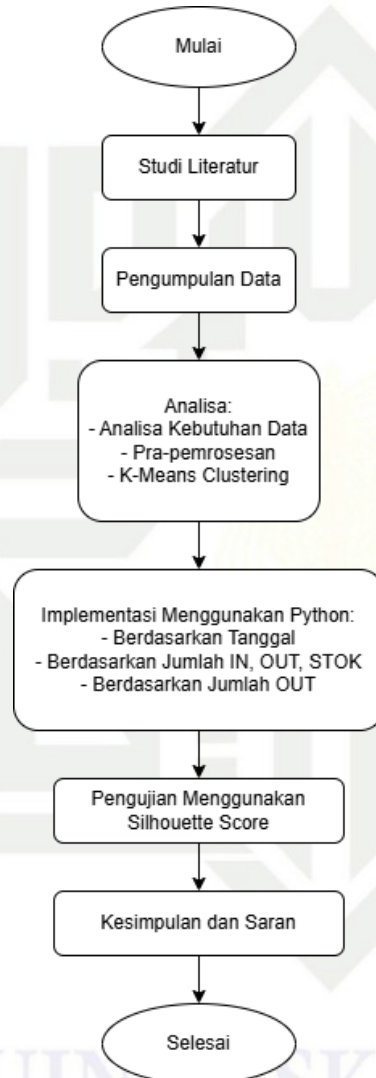 Mulai
Studi Literatur
Pengumpulan Data
Analisa:
- Analisa Kebutuhan Data
- Pra-pemrosesan
- K-Means Clustering
Implementasi Menggunakan Python:
- Berdasarkan Tanggal
- Berdasarkan Jumlah IN, OUT, STOK
- Berdasarkan Jumlah OUT
Pengujian Menggunakan
Silhouette Score
Kesimpulan dan Saran
Selesai